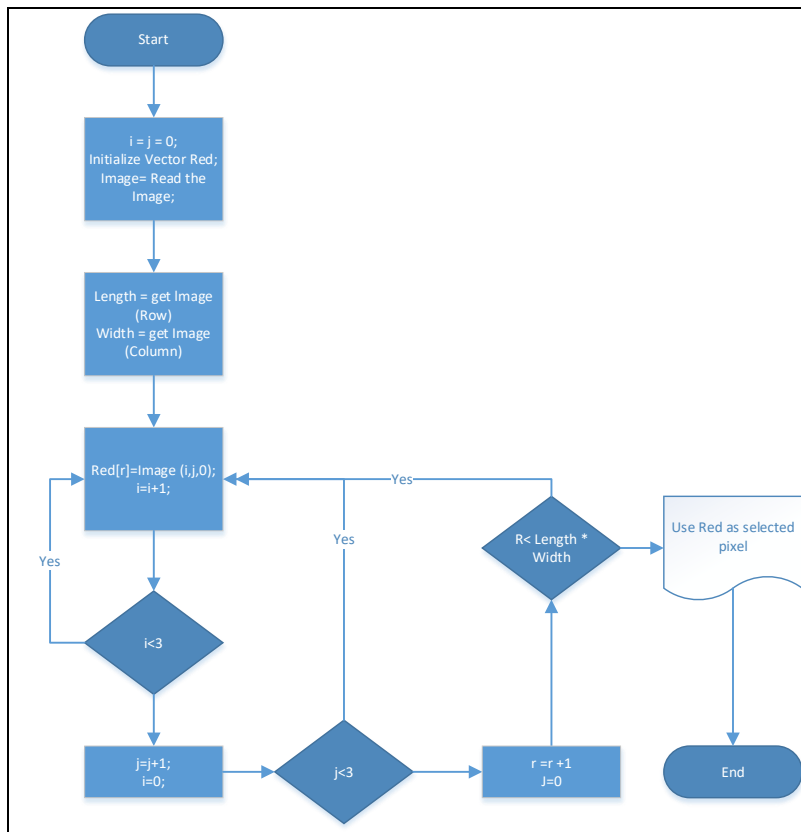 Start
i = j = 0;
Initialize Vector Red;
Image= Read the
Image;
Length = get Image
(Row)
Width = get Image
(Column)
Red[r]=Image (i,j,0);
i=i+1;
Yes
i<3
j=j+1;
i=0;
Yes
j<3
r =r +1
J=0
Yes
R< Length *
Width
Use Red as selected
pixel
End